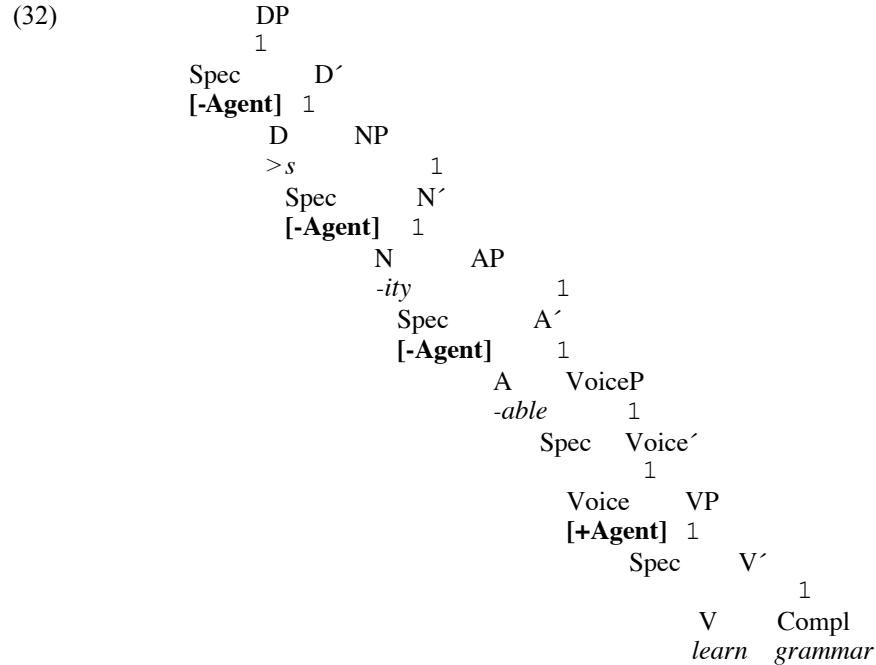 (32) DP
1
Spec D´
[-Agent] 1
D NP
>s 1
Spec N´
[-Agent] 1
N AP
-ity 1
Spec A´
[-Agent] 1
A VoiceP
-able 1
Spec Voice´
1
Voice VP
[+Agent] 1
Spec V´
1
V Compl
learn grammar